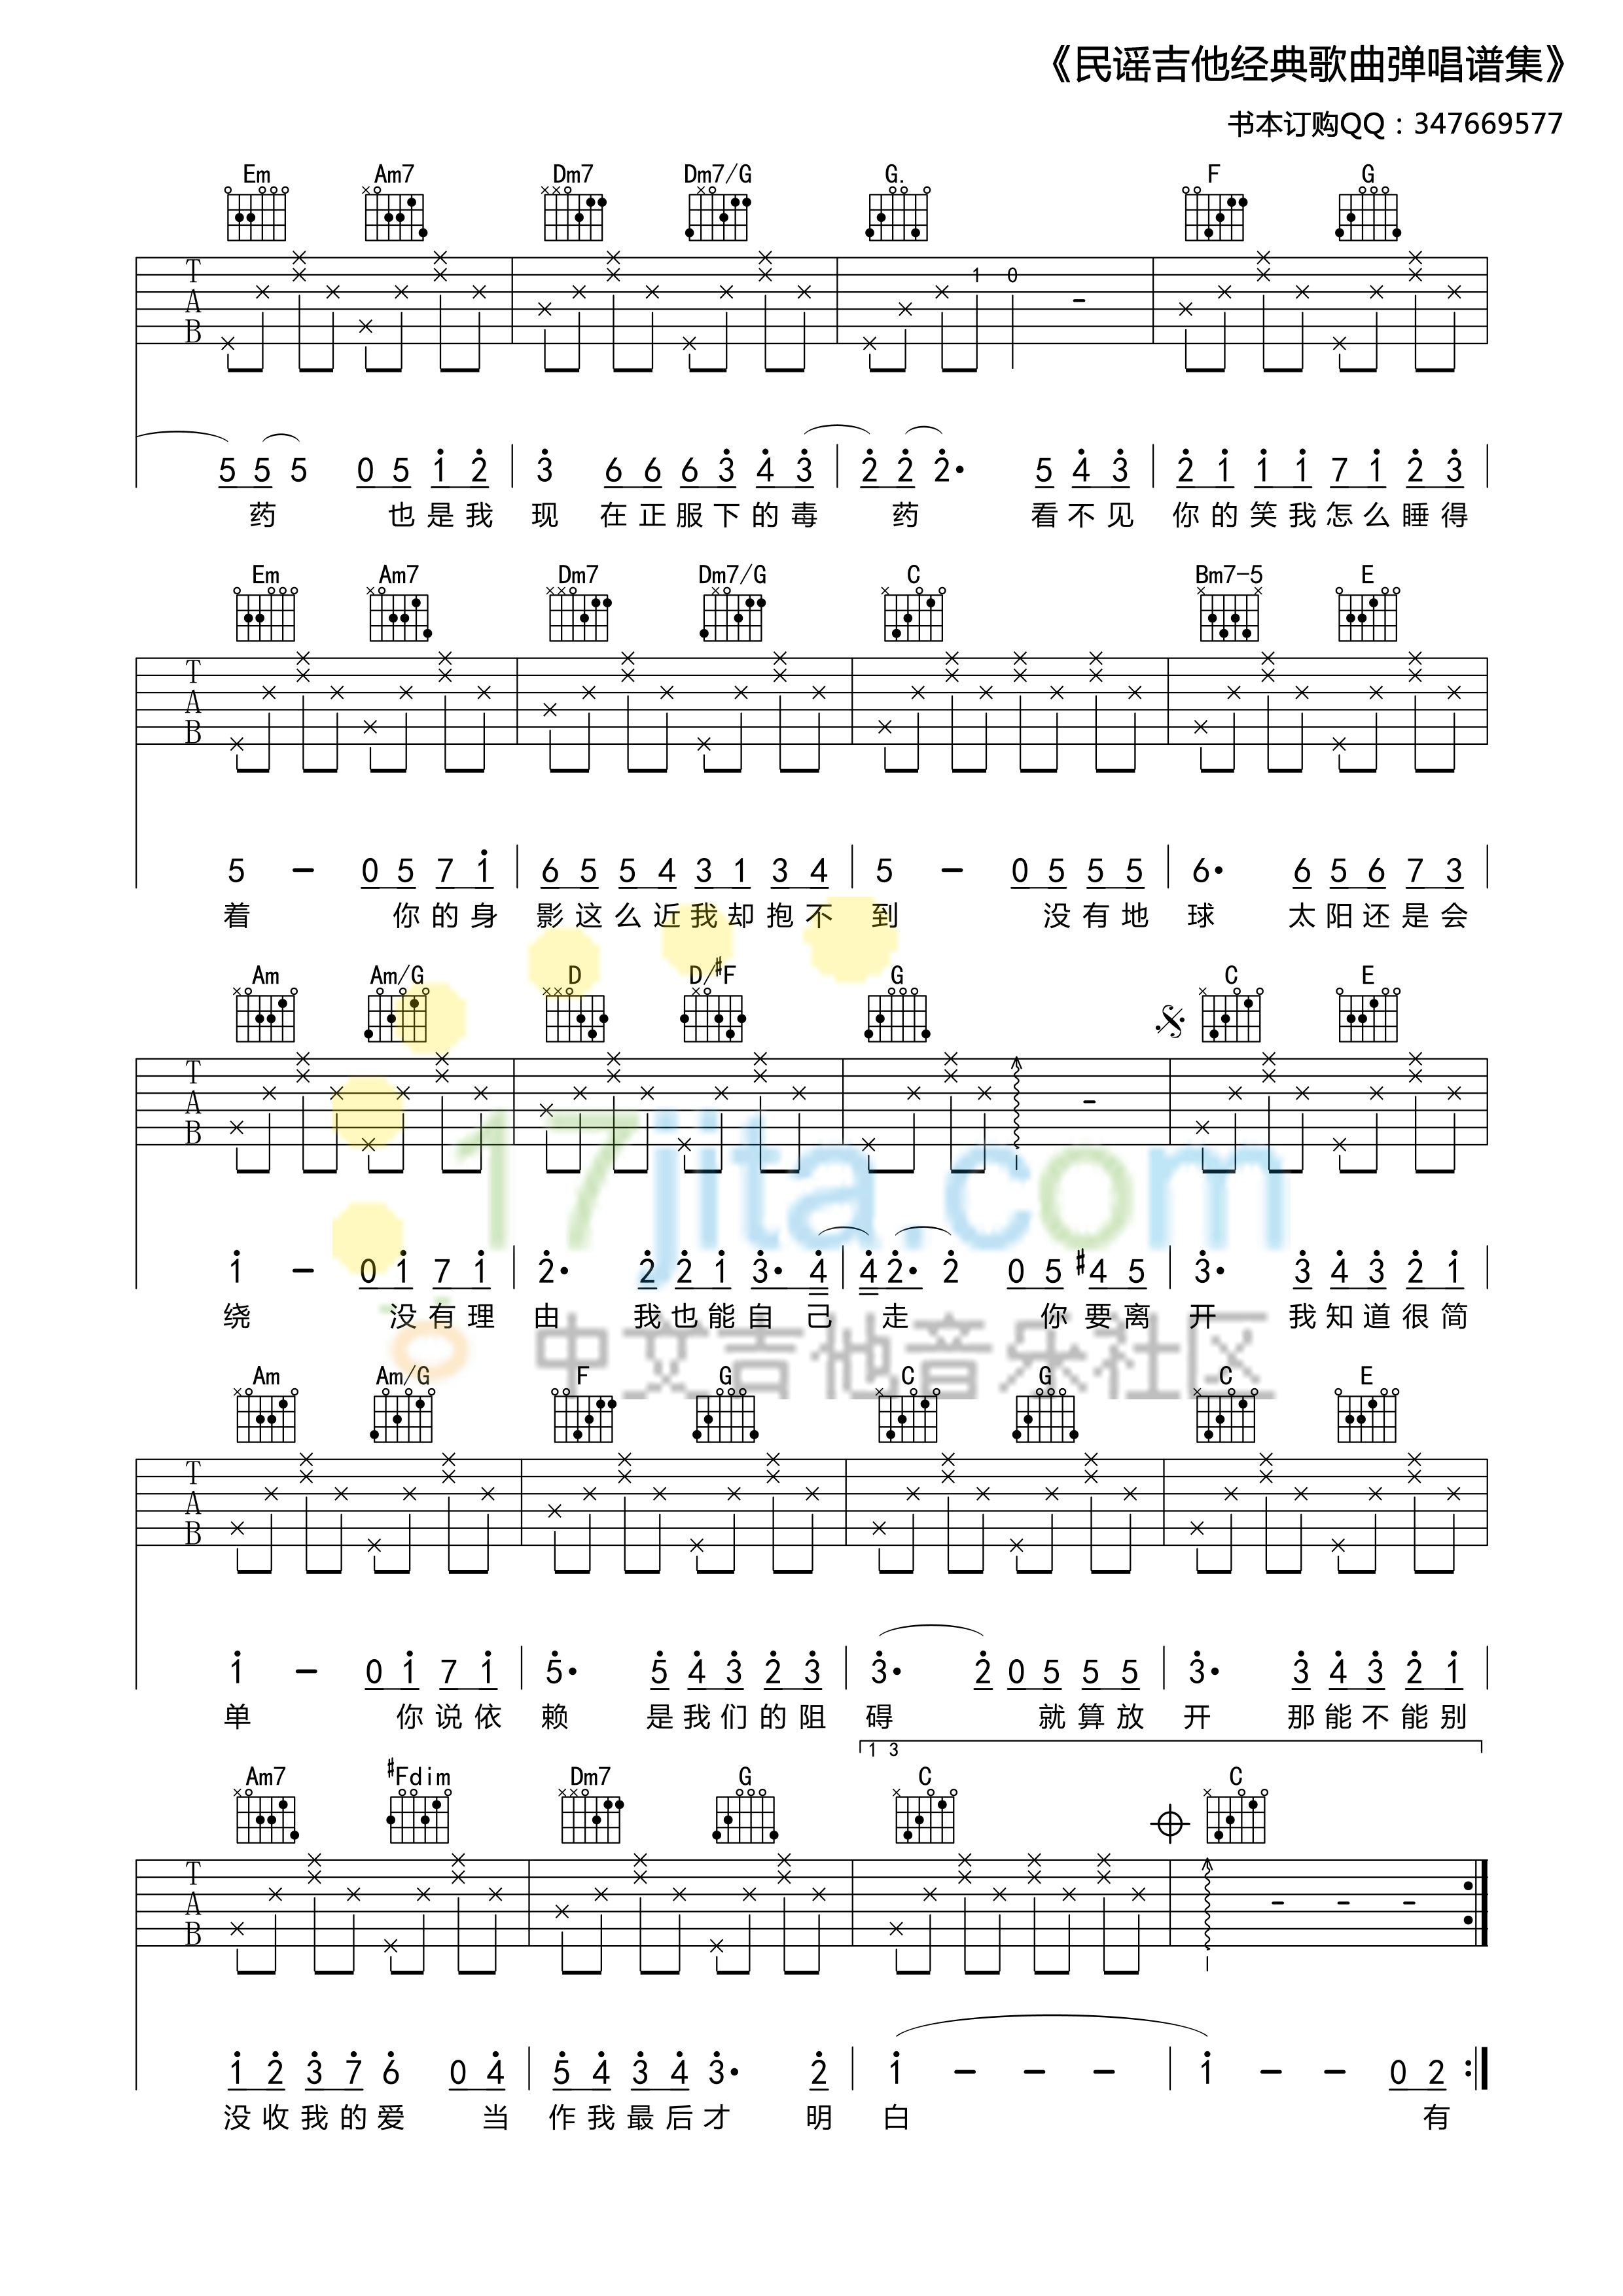 《民谣吉他经典歌曲弹唱谱集》
书本订购QQ：347669577
Em Am7 Dm7 Dm7/G G. F G
T
A
B
1 0 -
5 5 5 0 5 1 2 | 3 6 6 6 3 4 3 | 2 2 2· 5 4 3 | 2 1 1 1 7 1 2 3 |
药 也是我 现 在正服下的毒 药 看不见 你的笑我怎么睡得
Em Am7 Dm7 Dm7/G C Bm7-5 E
T
A
B
5 - 0 5 7 1 | 6 5 5 4 3 1 3 4 | 5 - 0 5 5 5 | 6· 6 5 6 7 3 |
着 你的身 影这么近我却抱不 到 没有地 球 太阳还是会
Am Am/G D D/#F G C E
T
A
B
-
17jita.com
1 - 0 1 7 1 | 2· 2 2 1 3· 4 | 4 2· 2 0 5 #4 5 | 3· 3 4 3 2 1 |
绕 没有理 由 我也能自己 走 你要离 开 我知道很简
中文吉他音乐社区
Am Am/G F G C G C E
T
A
B
1 - 0 1 7 1 | 5· 5 4 3 2 3 | 3· 2 0 5 5 5 | 3· 3 4 3 2 1 |
单 你说依 赖 是我们的阻 碍 就算放 开 那能不能别
1 3
Am7 #Fdim Dm7 G C C
T
A
B
- - -
1 2 3 7 6 0 4 | 5 4 3 4 3· 2 | 1 - - - | 1 - - 0 2 :|
没收我的爱 当 作我最后才 明 白 有